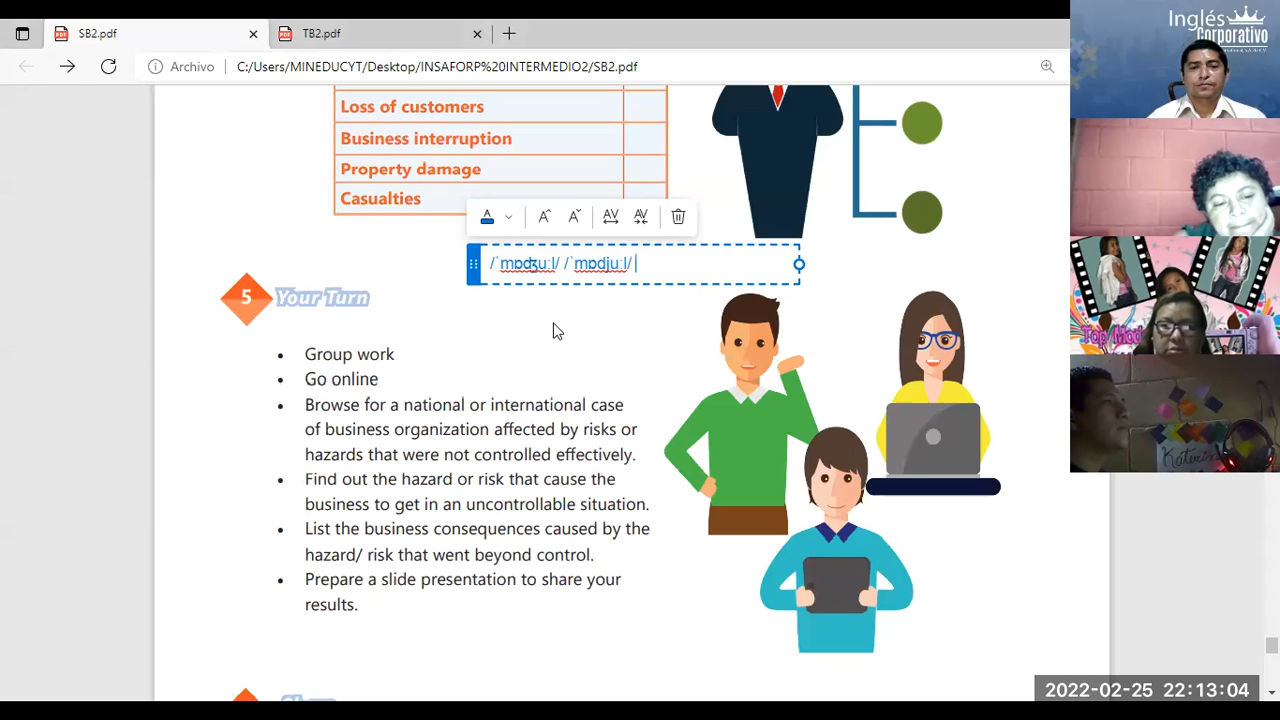 SB2.pdf
TB2.pdf
Archivo
C:/Users/MINEDUCYT/Desktop/INSAFORP%20INTERMEDIO2/SB2.pdf
Inglés
Corporativo
Loss of customers
Business interruption
Property damage
Casualties
A
A
A
AV
AV
/ˈmɒʤuːl/ /ˈmɒdjuːl/
5
Your Turn
• Group work
• Go online
• Browse for a national or international case
of business organization affected by risks or
hazards that were not controlled effectively.
• Find out the hazard or risk that cause the
business to get in an uncontrollable situation.
• List the business consequences caused by the
hazard/ risk that went beyond control.
• Prepare a slide presentation to share your
results.
2022-02-25 22:13:04